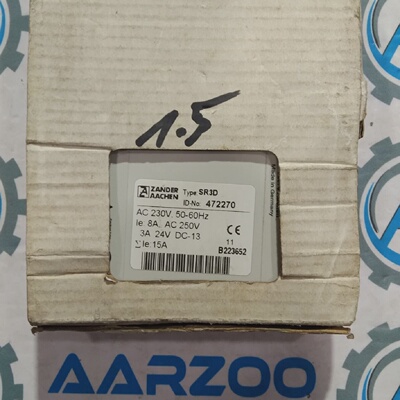 1.5
Made in Germany
ZANDER
AACHEN
Type SR3D
ID-No. 472270
AC 230V, 50-60Hz
Ie: 8A, AC 250V
3A 24V DC-13
∑Ie:15A
CE
11
B223652
AARZOO